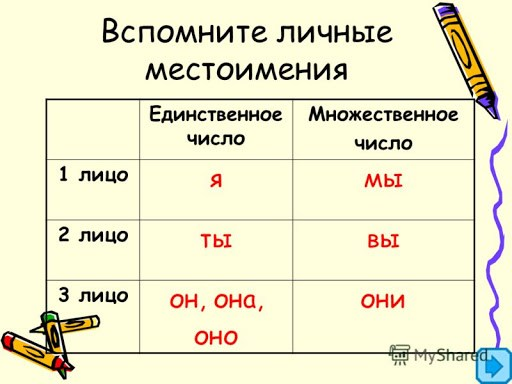 Вспомните личные
местоимения
Единственное
число
Множественное
число
1 лицо
я
мы
2 лицо
ты
вы
3 лицо
он, она,
оно
они
MyShared